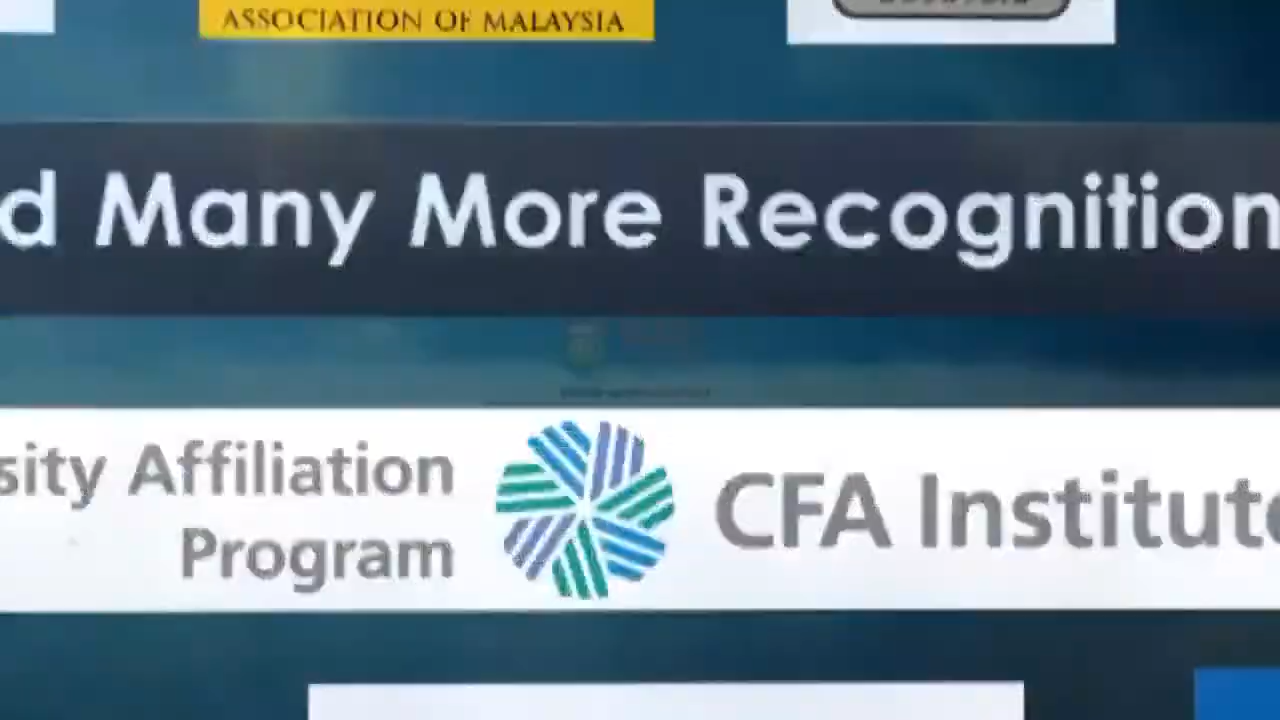 ASSOCIATION OF MALAYSIA
d Many More Recognition
sity Affiliation
Program
CFA Institute